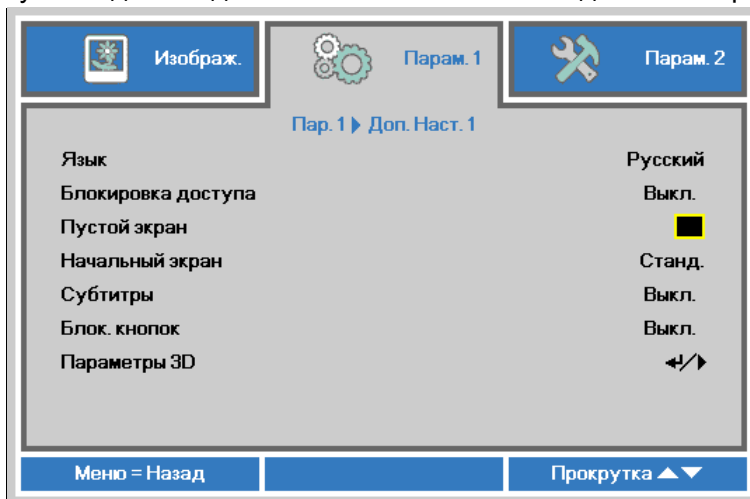 Изображ.
Парам. 1
Парам. 2
Пар. 1 ▶ Доп. Наст. 1
Язык Русский
Блокировка доступа Выкл.
Пустой экран
Начальный экран Станд.
Субтитры Выкл.
Блок. кнопок Выкл.
Параметры 3D ↵/▶
Меню = Назад
Прокрутка ▲▼